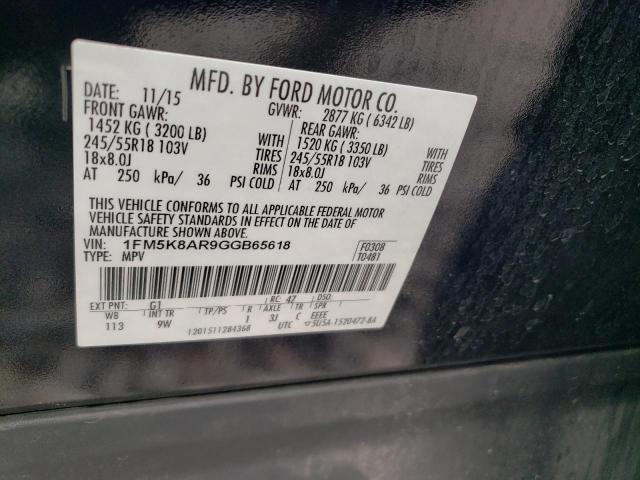 MFD. BY FORD MOTOR CO.
DATE: 11/15 GVWR: 2877 KG ( 6342 LB)
FRONT GAWR: REAR GAWR:
1452 KG ( 3200 LB) WITH 1520 KG ( 3350 LB) WITH
245/55R18 103V TIRES 245/55R18 103V TIRES
18x8.0J RIMS 18x8.0J RIMS
AT 250 kPa/ 36 PSI COLD AT 250 kPa/ 36 PSI COLD
THIS VEHICLE CONFORMS TO ALL APPLICABLE FEDERAL MOTOR
VEHICLE SAFETY STANDARDS IN EFFECT ON THE DATE OF
MANUFACTURE SHOWN ABOVE.
VIN: 1FM5K8AR9GGB65618 F0308
TYPE: MPV T0481
EXT PNT: G1 RC: 47 DSO:
WB INT TR TP/PS R AXLE TR SPR
113 9W 1 3J C EEEE
1201511284368 UTC 5U5A-1520472-BA